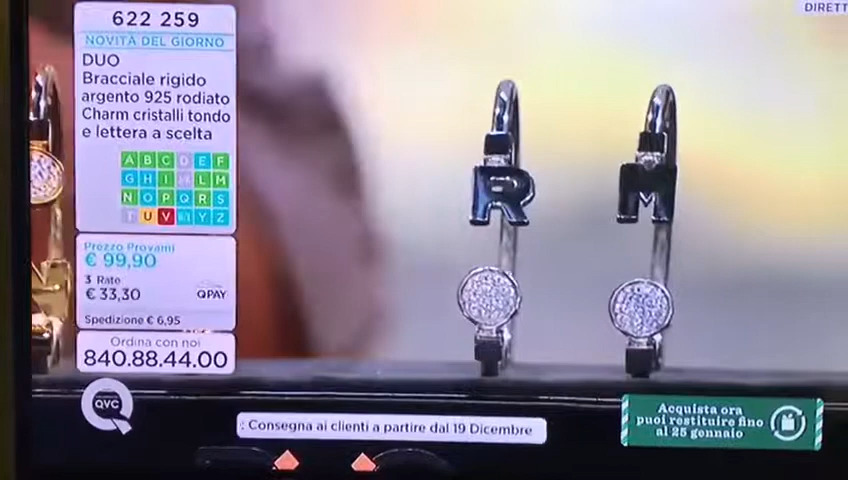 622 259
NOVITÀ DEL GIORNO
DUO
Bracciale rigido
argento 925 rodiato
Charm cristalli tondo
e lettera a scelta
A B C D E F
G H I L M
N O P Q R S
T U V Y Z
Prezzo Provami
€ 99,90
3 Rate
€ 33,30
QPAY
Spedizione € 6,95
Ordina con noi
840.88.44.00
QVC
Consegna ai clienti a partire dal 19 Dicembre
Acquista ora
puoi restituire fino
al 25 gennaio
DIRETT
R M